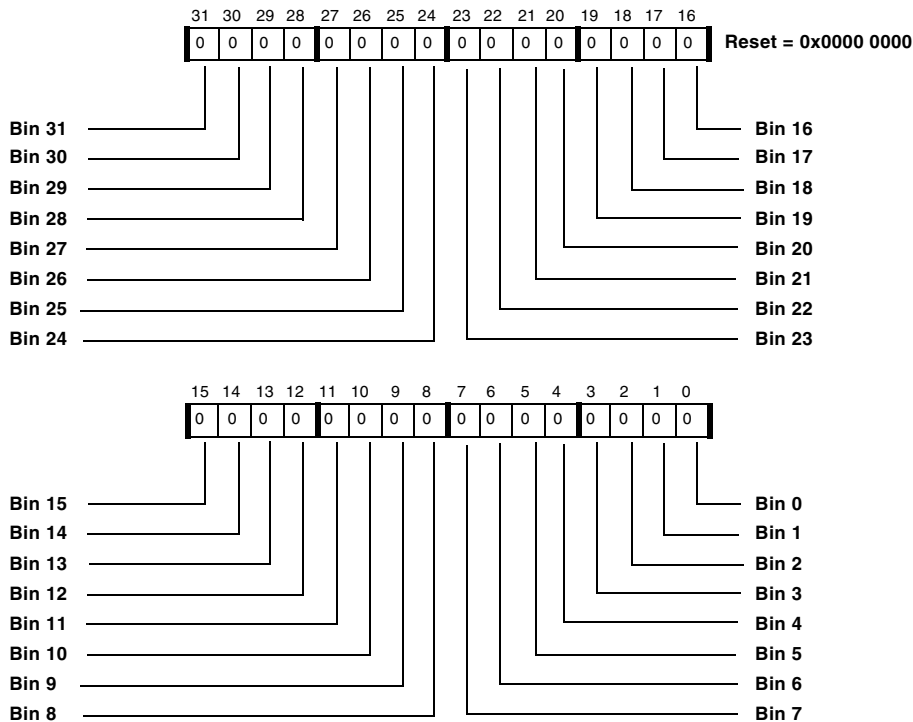 31 30 29 28 27 26 25 24 23 22 21 20 19 18 17 16
0 0 0 0 0 0 0 0 0 0 0 0 0 0 0 0 Reset = 0x0000 0000
Bin 31 Bin 16
Bin 30 Bin 17
Bin 29 Bin 18
Bin 28 Bin 19
Bin 27 Bin 20
Bin 26 Bin 21
Bin 25 Bin 22
Bin 24 Bin 23
15 14 13 12 11 10 9 8 7 6 5 4 3 2 1 0
0 0 0 0 0 0 0 0 0 0 0 0 0 0 0 0
Bin 15 Bin 0
Bin 14 Bin 1
Bin 13 Bin 2
Bin 12 Bin 3
Bin 11 Bin 4
Bin 10 Bin 5
Bin 9 Bin 6
Bin 8 Bin 7